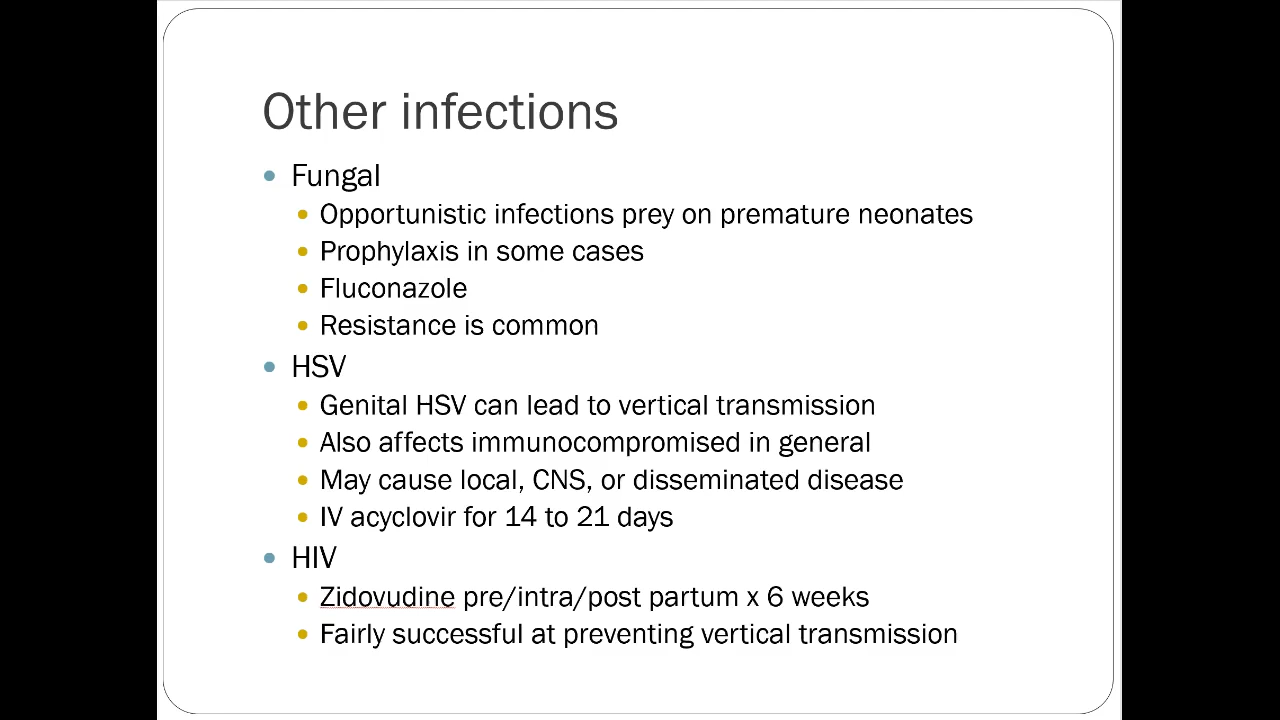 Other infections
Fungal
Opportunistic infections prey on premature neonates
Prophylaxis in some cases
Fluconazole
Resistance is common
HSV
Genital HSV can lead to vertical transmission
Also affects immunocompromised in general
May cause local, CNS, or disseminated disease
IV acyclovir for 14 to 21 days
HIV
Zidovudine pre/intra/post partum x 6 weeks
Fairly successful at preventing vertical transmission